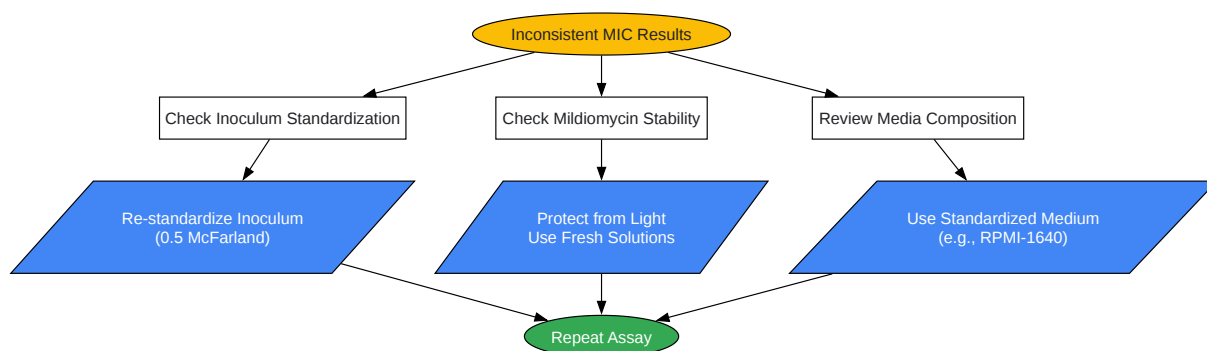 Inconsistent MIC Results
Check Inoculum Standardization
Check Mildiomycin Stability
Review Media Composition
Re-standardize Inoculum
(0.5 McFarland)
Protect from Light
Use Fresh Solutions
Use Standardized Medium
(e.g., RPMI-1640)
Repeat Assay